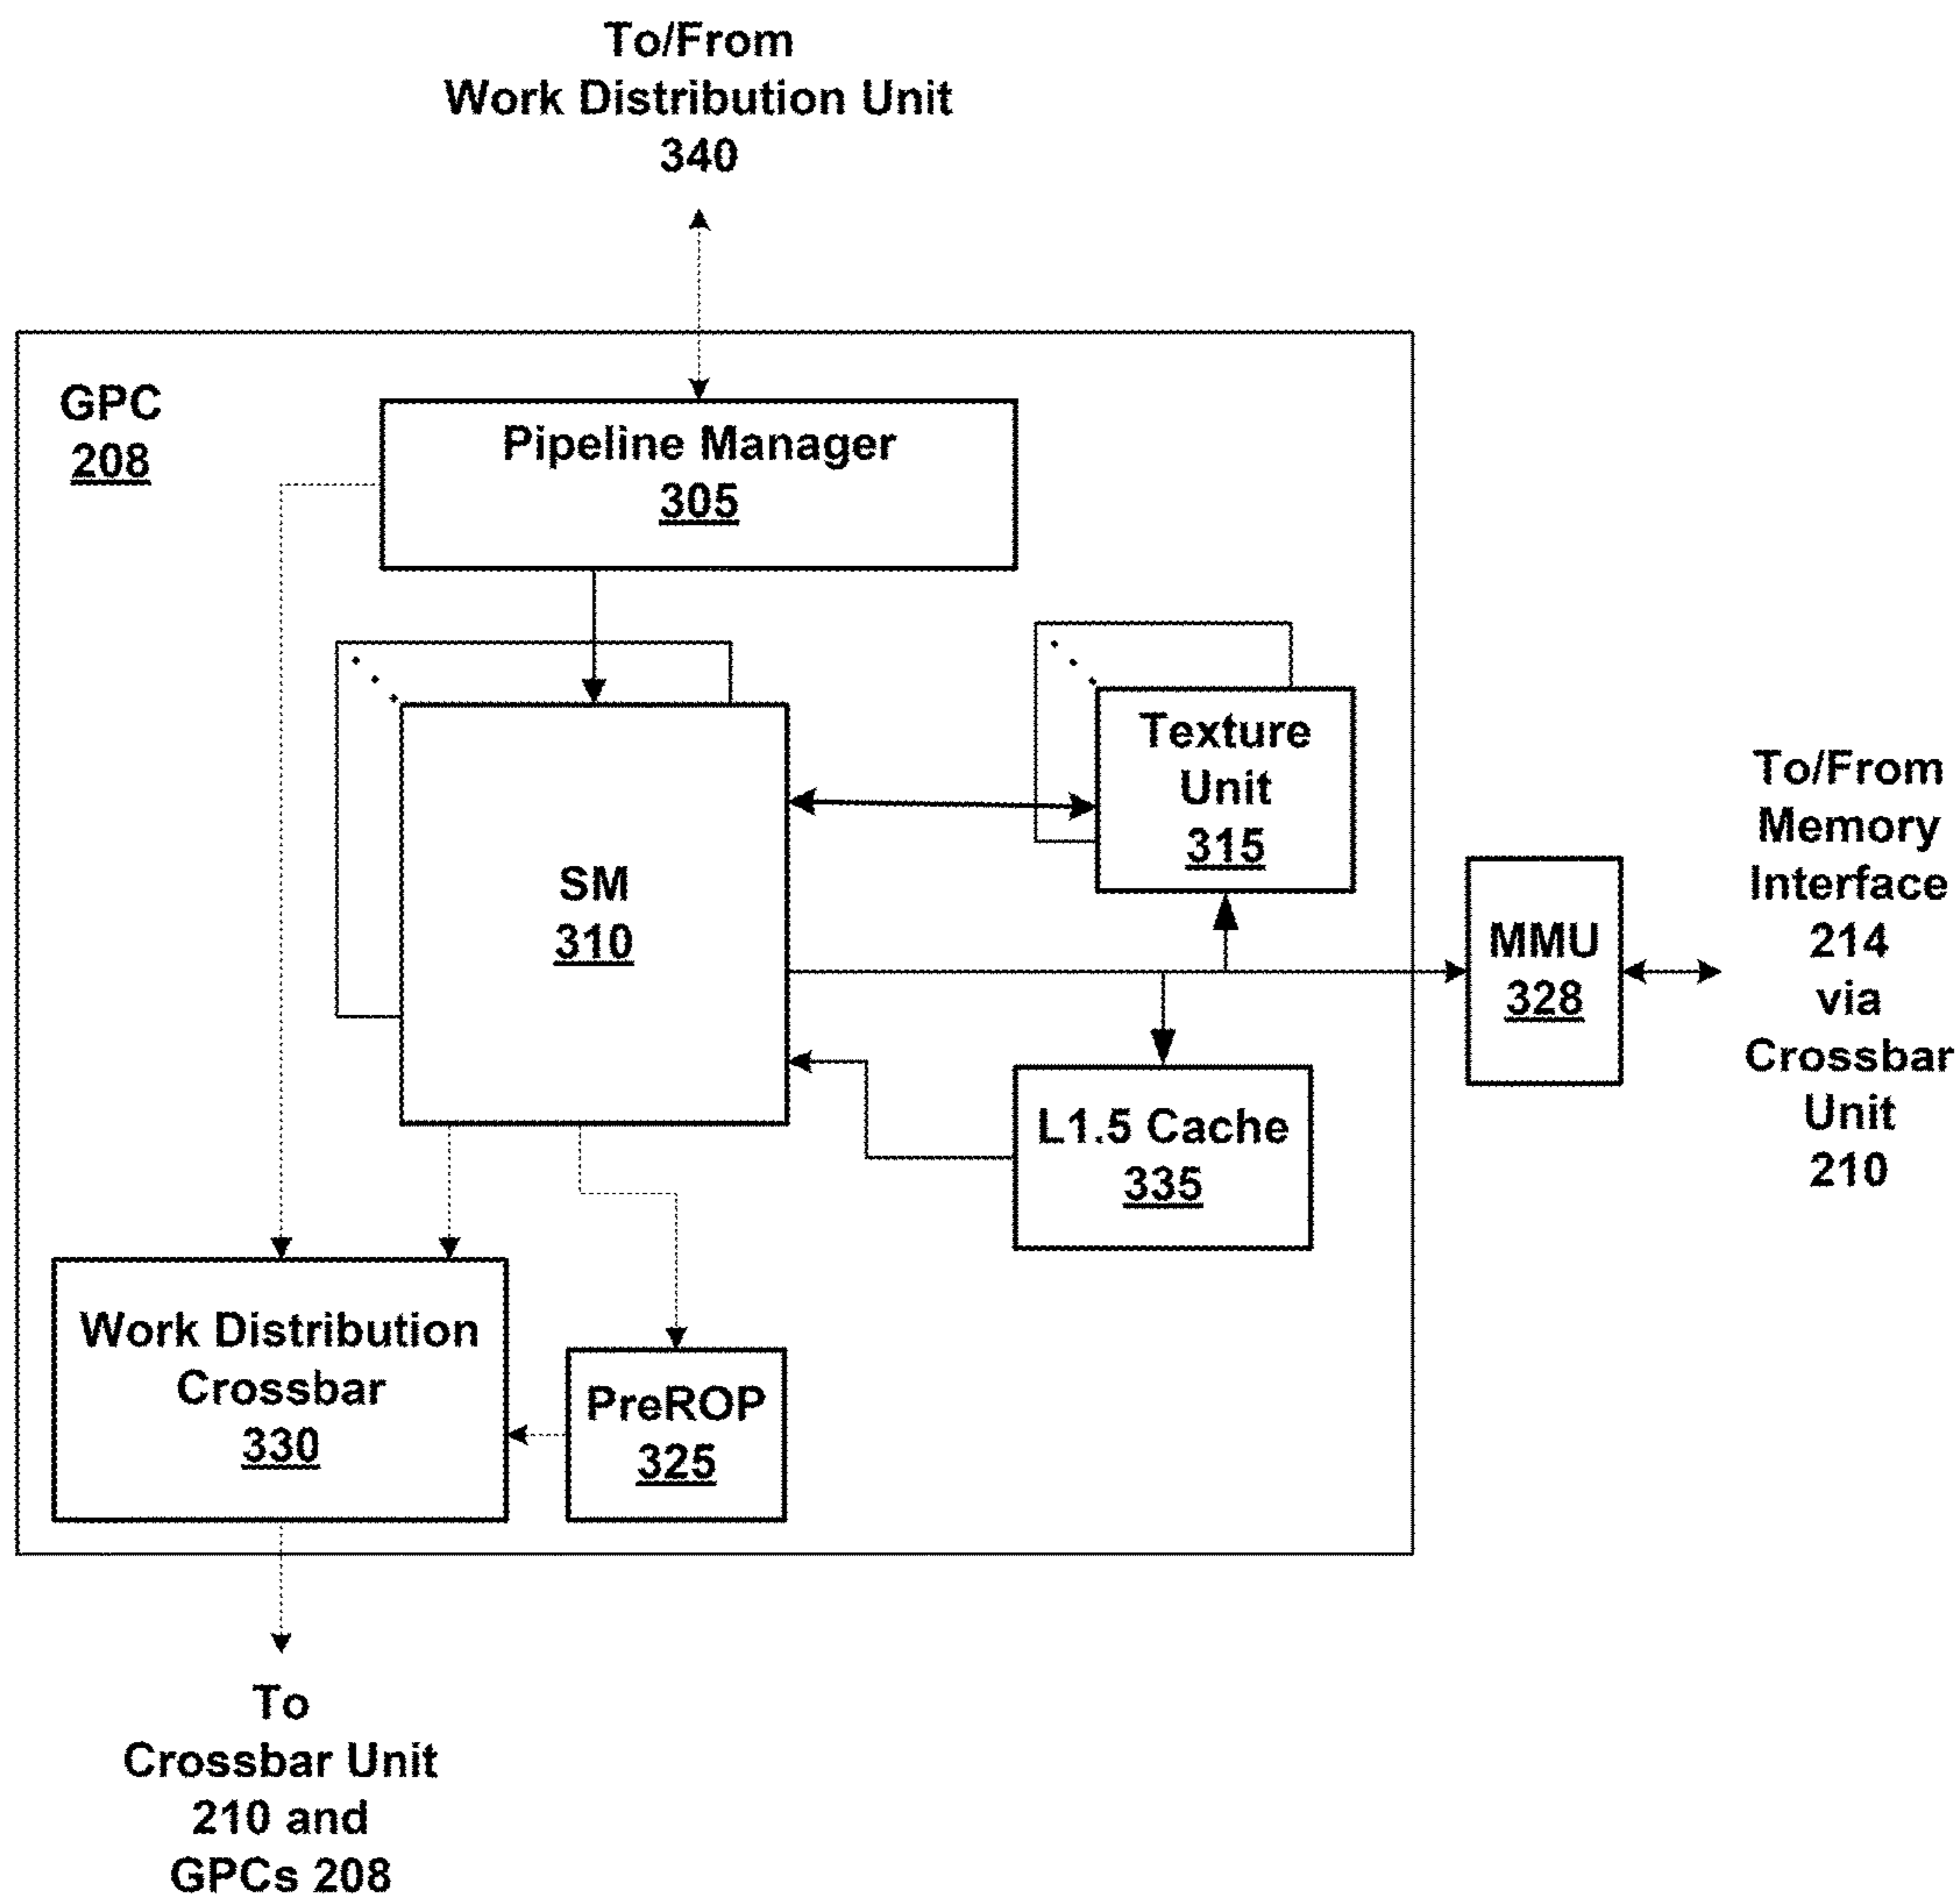 To/From
Work Distribution Unit
340
GPC
208
Pipeline Manager
305
Texture
Unit
315
SM
310
MMU
328
To/From
Memory
Interface
214
via
Crossbar
Unit
210
L1.5 Cache
335
Work Distribution
Crossbar
330
PreROP
325
To
Crossbar Unit
210 and
GPCs 208